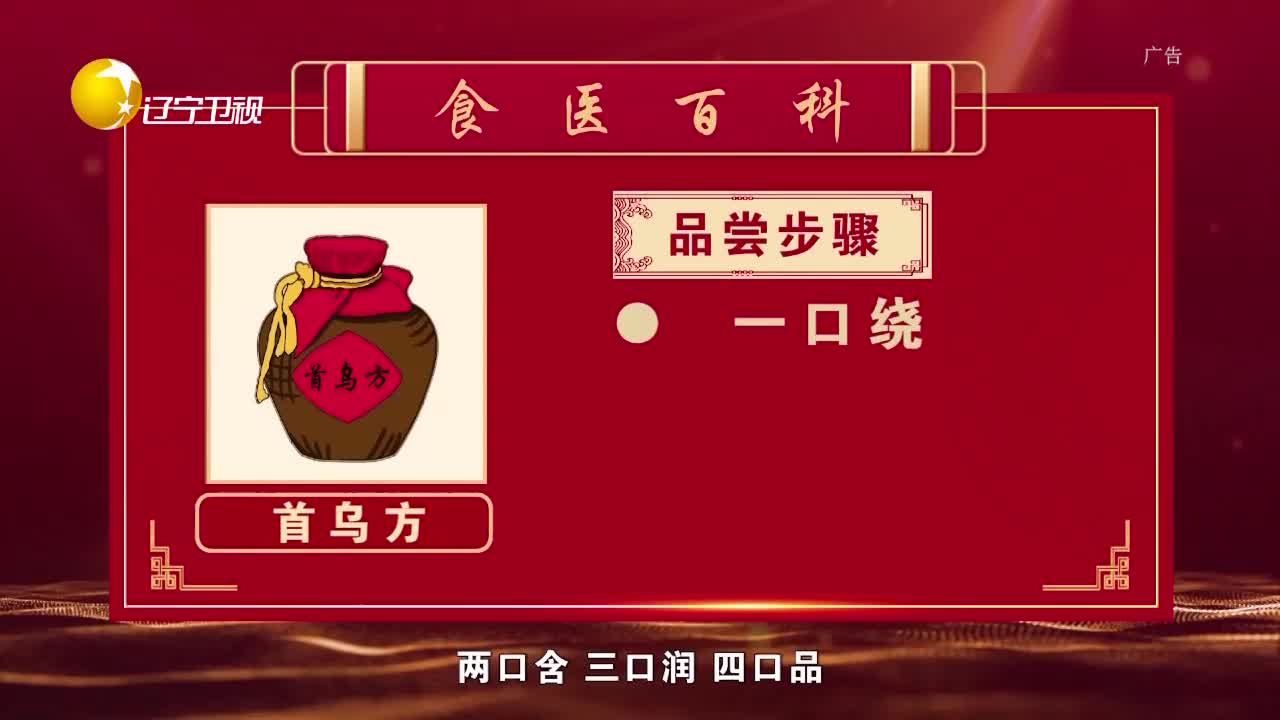 广告
辽宁卫视
食医百科
品尝步骤
一口绕
首乌方
首乌方
两口含 三口润 四口品